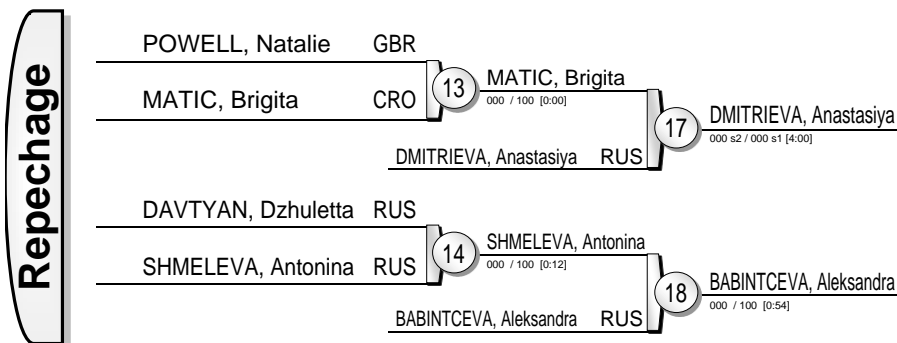 Repechage
POWELL, Natalie GBR
MATIC, Brigita CRO
13
MATIC, Brigita
000 / 100 [0:00]
DMITRIEVA, Anastasiya RUS
17
DMITRIEVA, Anastasiya
000 s2 / 000 s1 [4:00]
DAVTYAN, Dzhuletta RUS
SHMELEVA, Antonina RUS
14
SHMELEVA, Antonina
000 / 100 [0:12]
BABINTCEVA, Aleksandra RUS
18
BABINTCEVA, Aleksandra
000 / 100 [0:54]